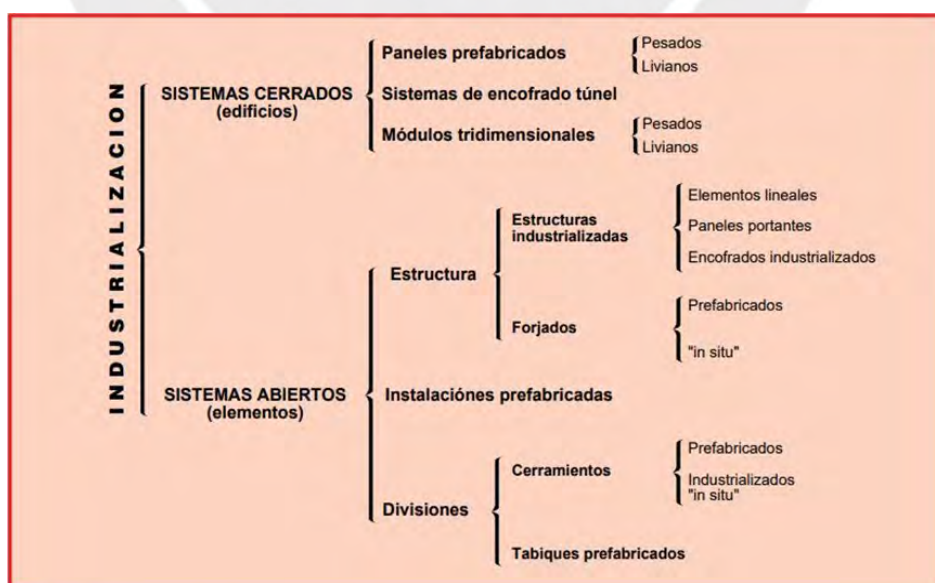 INDUSTRIALIZACION
SISTEMAS CERRADOS
(edificios)
Paneles prefabricados
Pesados
Livianos
Sistemas de encofrado túnel
Módulos tridimensionales
Pesados
Livianos
SISTEMAS ABIERTOS
(elementos)
Estructura
Estructuras
industrializadas
Elementos lineales
Paneles portantes
Encofrados industrializados
Forjados
Prefabricados
"in situ"
Instalaciónes prefabricadas
Divisiones
Cerramientos
Prefabricados
Industrializados
"in situ"
Tabiques prefabricados